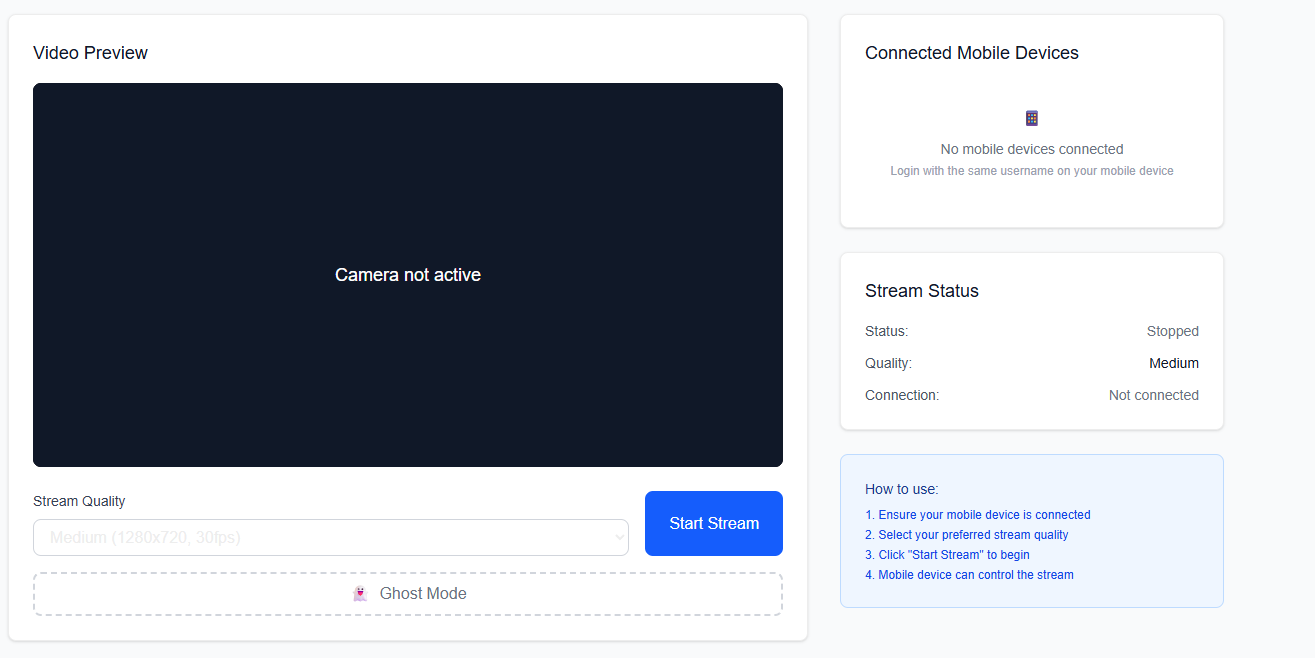 Video Preview
Camera not active
Stream Quality
Medium (1280x720, 30fps)
Start Stream
Ghost Mode
Connected Mobile Devices
No mobile devices connected
Login with the same username on your mobile device
Stream Status
Status: Stopped
Quality: Medium
Connection: Not connected
How to use:
1. Ensure your mobile device is connected
2. Select your preferred stream quality
3. Click "Start Stream" to begin
4. Mobile device can control the stream